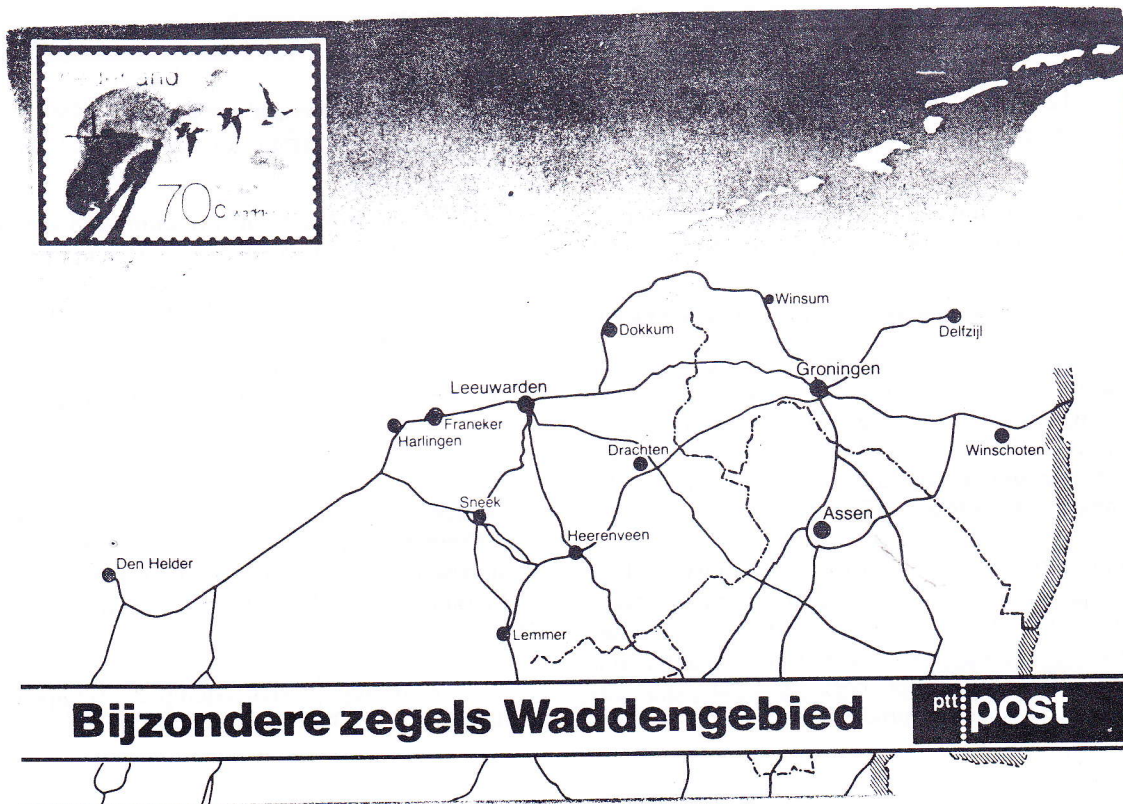 70c
Winsum
Dokkum
Delfzijl
Groningen
Leeuwarden
Franeker
Harlingen
Winschoten
Drachten
Sneek
Assen
Heerenveen
Den Helder
Lemmer
Bijzondere zegels Waddengebied
ptt post